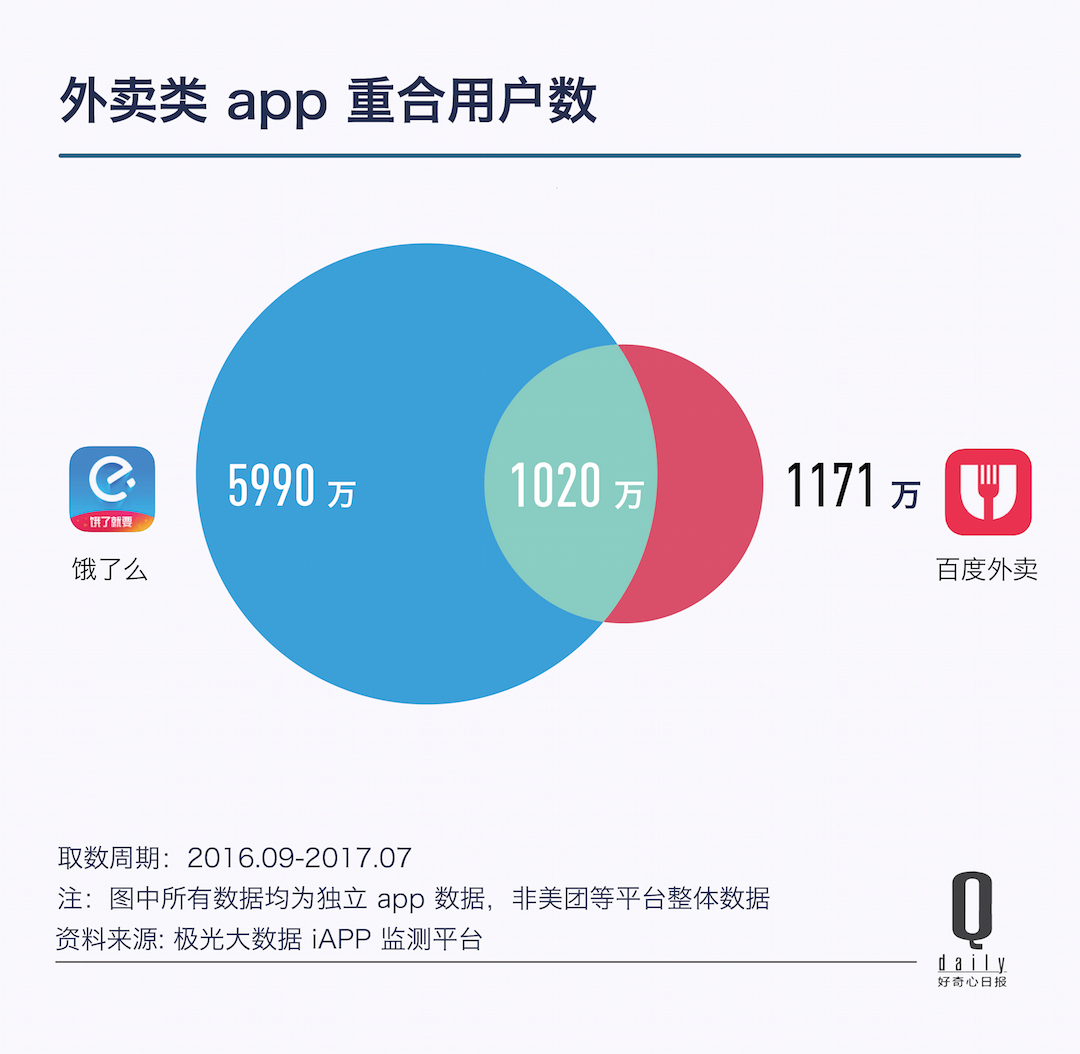 外卖类 app 重合用户数
5990 万
1020 万
1171 万
饿了就要
饿了么
百度外卖
取数周期：2016.09-2017.07
注：图中所有数据均为独立 app 数据，非美团等平台整体数据
资料来源: 极光大数据 iAPP 监测平台
Q
daily
好奇心日报